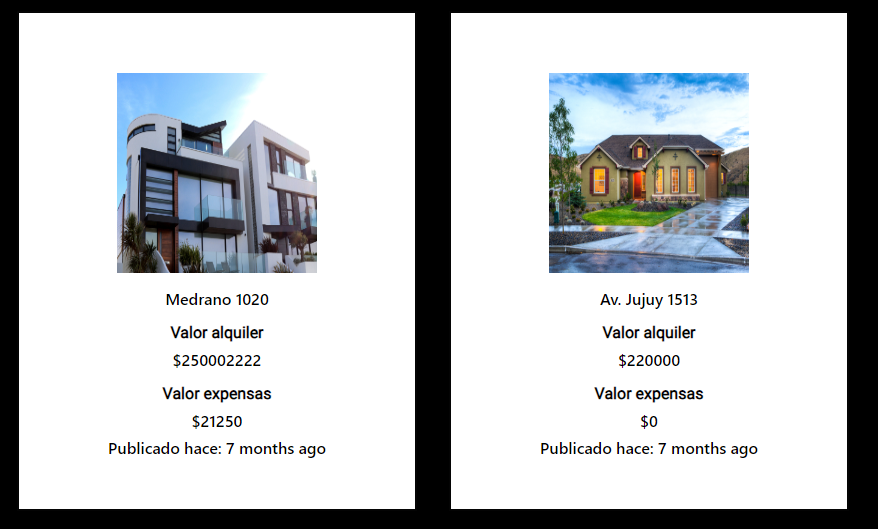 Medrano 1020
Valor alquiler
$250002222
Valor expensas
$21250
Publicado hace: 7 months ago
Av. Jujuy 1513
Valor alquiler
$220000
Valor expensas
$0
Publicado hace: 7 months ago